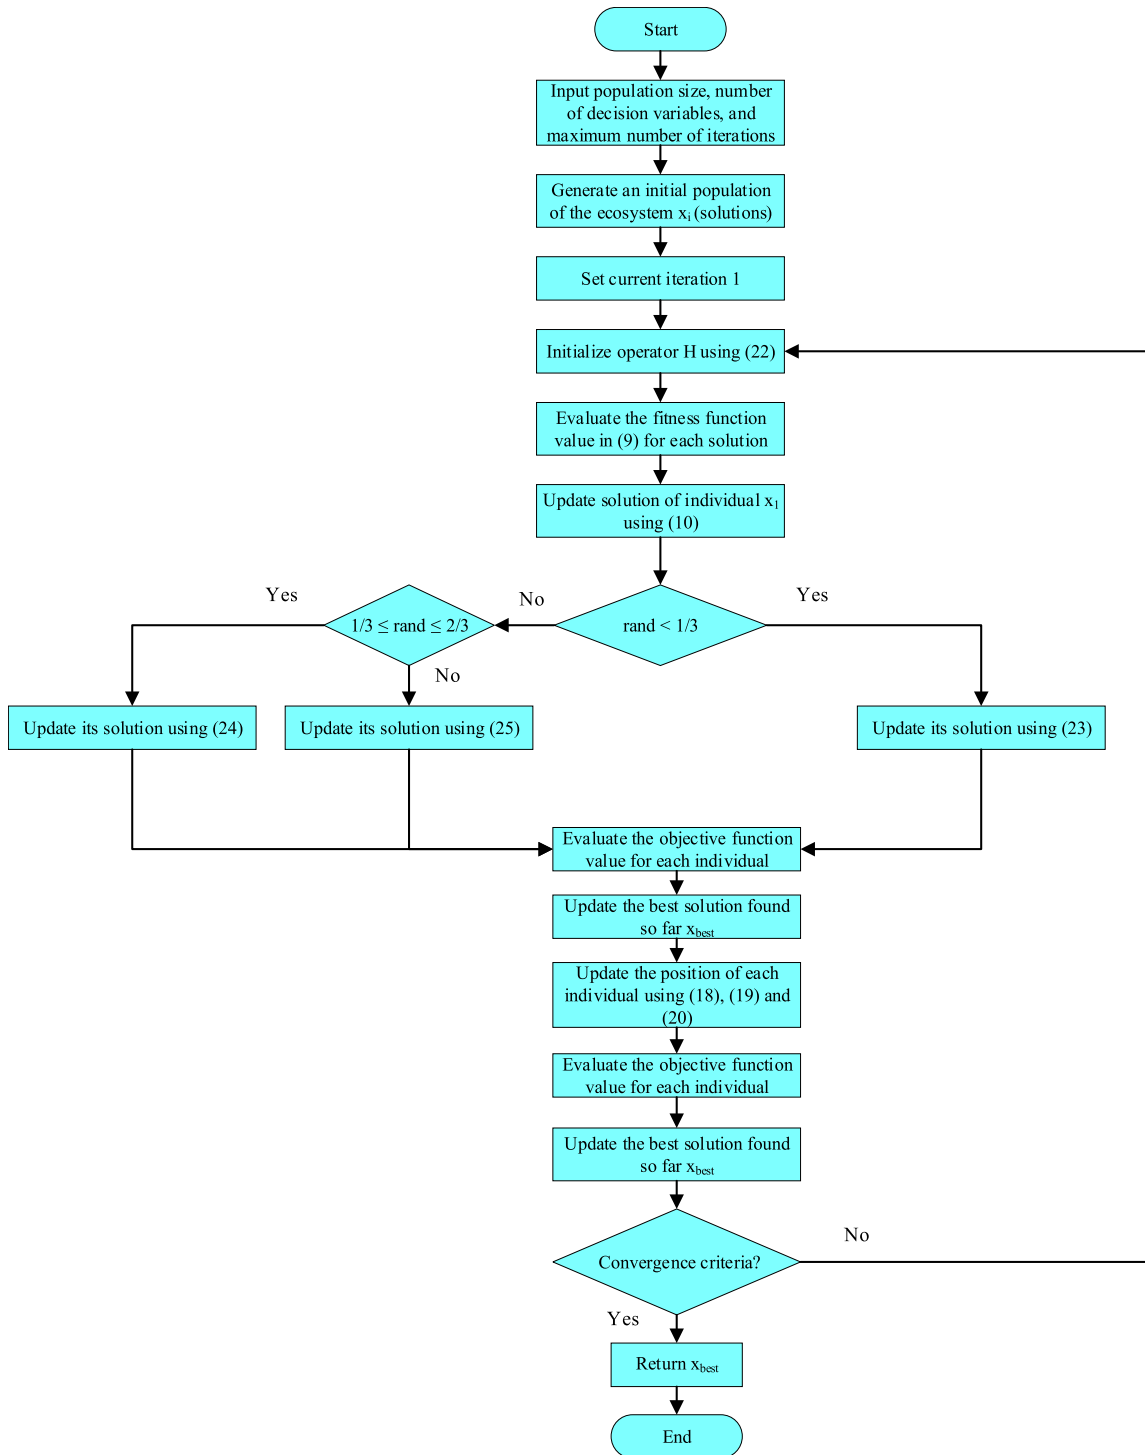 Start
Input population size, number
of decision variables, and
maximum number of iterations
Generate an initial population
of the ecosystem xᵢ (solutions)
Set current iteration 1
Initialize operator H using (22)
Evaluate the fitness function
value in (9) for each solution
Update solution of individual x₁
using (10)
Yes
1/3 ≤ rand ≤ 2/3
No
rand < 1/3
Yes
No
Update its solution using (24)
Update its solution using (25)
Update its solution using (23)
Evaluate the objective function
value for each individual
Update the best solution found
so far x_best
Update the position of each
individual using (18), (19) and
(20)
Evaluate the objective function
value for each individual
Update the best solution found
so far x_best
Convergence criteria?
No
Yes
Return x_best
End